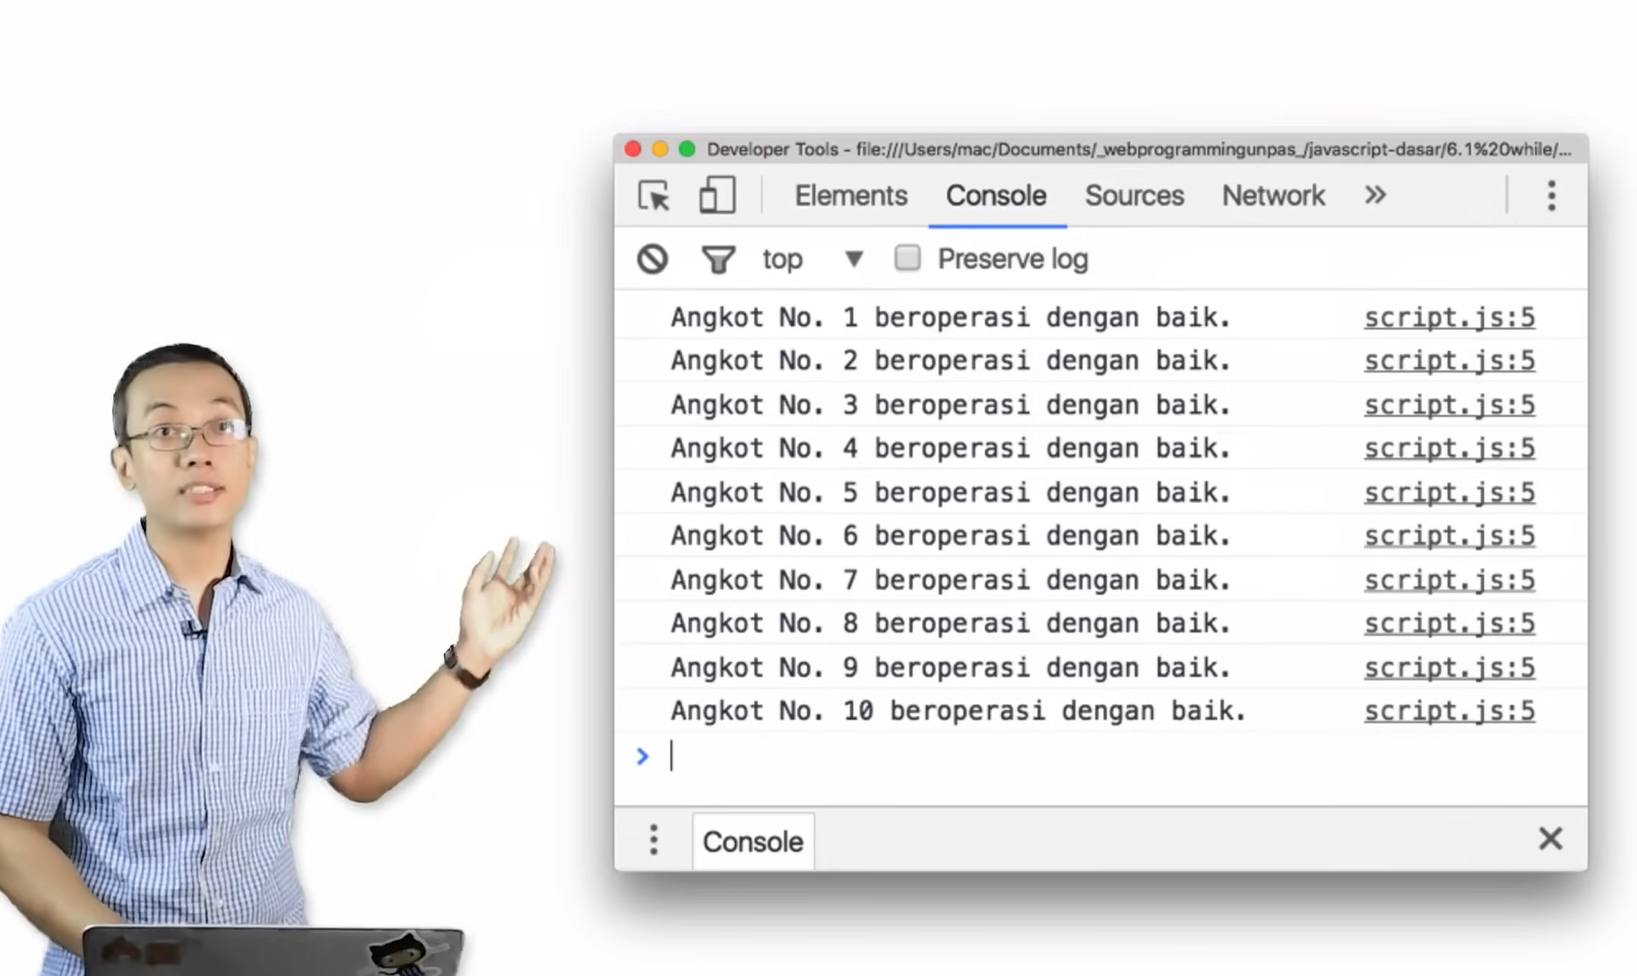 Developer Tools - file:///Users/mac/Documents/_webprogrammingunpas_/javascript-dasar/6.1%20while/...
Elements Console Sources Network »
top ▼ Preserve log
Angkot No. 1 beroperasi dengan baik. script.js:5
Angkot No. 2 beroperasi dengan baik. script.js:5
Angkot No. 3 beroperasi dengan baik. script.js:5
Angkot No. 4 beroperasi dengan baik. script.js:5
Angkot No. 5 beroperasi dengan baik. script.js:5
Angkot No. 6 beroperasi dengan baik. script.js:5
Angkot No. 7 beroperasi dengan baik. script.js:5
Angkot No. 8 beroperasi dengan baik. script.js:5
Angkot No. 9 beroperasi dengan baik. script.js:5
Angkot No. 10 beroperasi dengan baik. script.js:5
>
Console